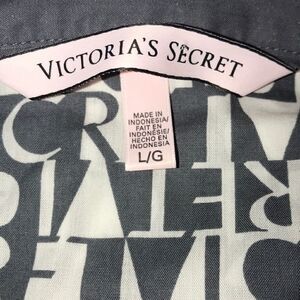 VICTORIA'S SECRET
MADE IN
INDONESIA/
FAIT EN
INDONESIE/
HECHO EN
INDONESIA
L/G